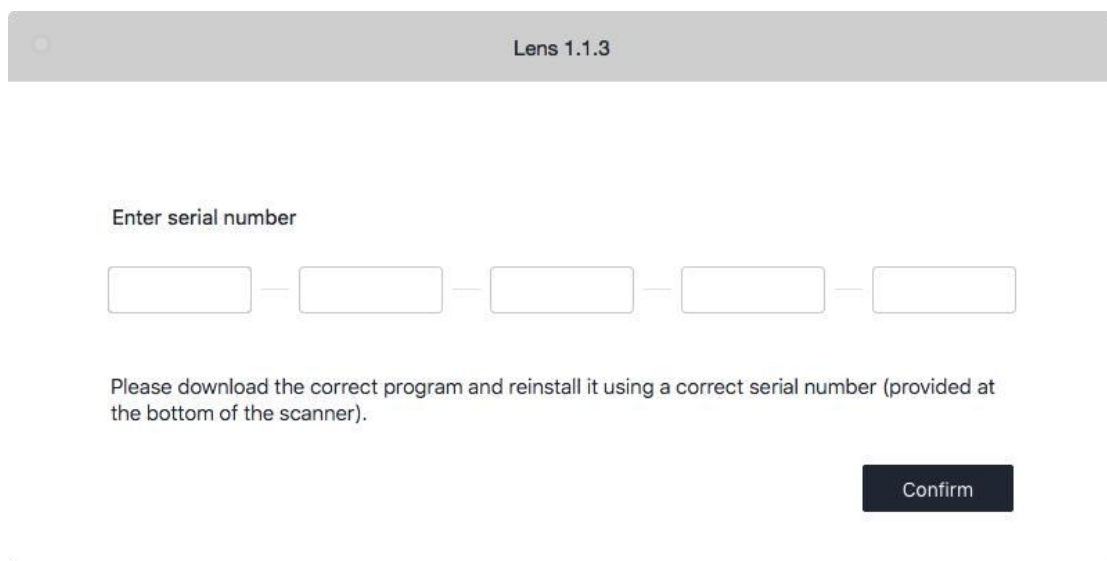 Lens 1.1.3
Enter serial number
Please download the correct program and reinstall it using a correct serial number (provided at
the bottom of the scanner).
Confirm